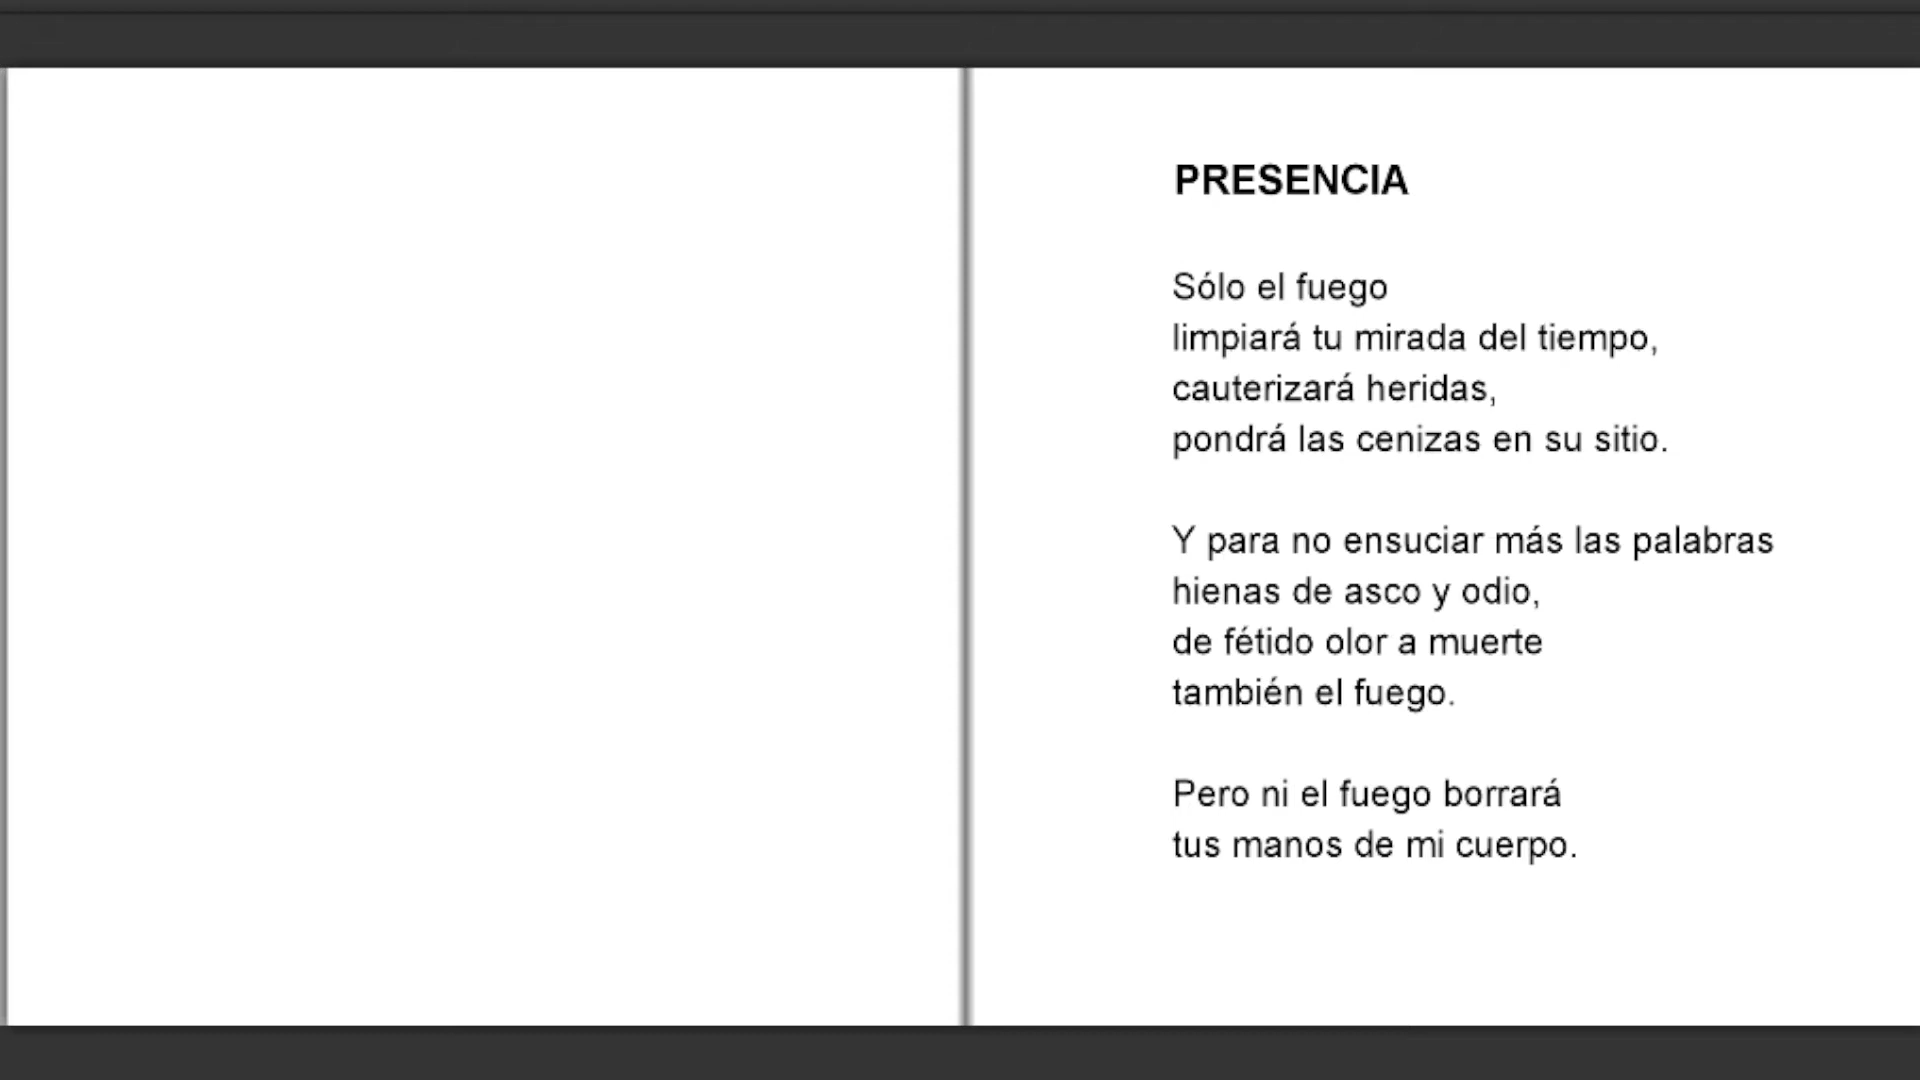 PRESENCIA
Sólo el fuego
limpiará tu mirada del tiempo,
cauterizará heridas,
pondrá las cenizas en su sitio.
Y para no ensuciar más las palabras
hienas de asco y odio,
de fétido olor a muerte
también el fuego.
Pero ni el fuego borrará
tus manos de mi cuerpo.